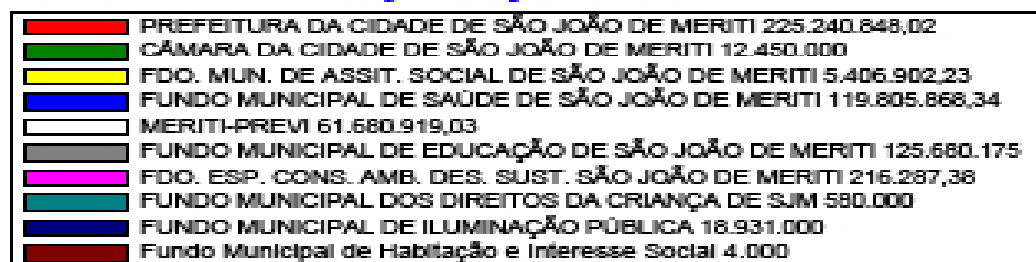 PREFEITURA DA CIDADE DE SÃO JOÃO DE MERITI 225.240.848,02
CÂMARA DA CIDADE DE SÃO JOÃO DE MERITI 12.450.000
FDO. MUN. DE ASSIT. SOCIAL DE SÃO JOÃO DE MERITI 5.406.902,23
FUNDO MUNICIPAL DE SAÚDE DE SÃO JOÃO DE MERITI 119.805.868,34
MERITI-PREVI 61.680.919,03
FUNDO MUNICIPAL DE EDUCAÇÃO DE SÃO JOÃO DE MERITI 125.680.175
FDO. ESP. CONS. AMB. DES. SUST. SÃO JOÃO DE MERITI 216.287,38
FUNDO MUNICIPAL DOS DIREITOS DA CRIANÇA DE SJM 580.000
FUNDO MUNICIPAL DE ILUMINAÇÃO PÚBLICA 18.931.000
Fundo Municipal de Habitação e Interesse Social 4.000